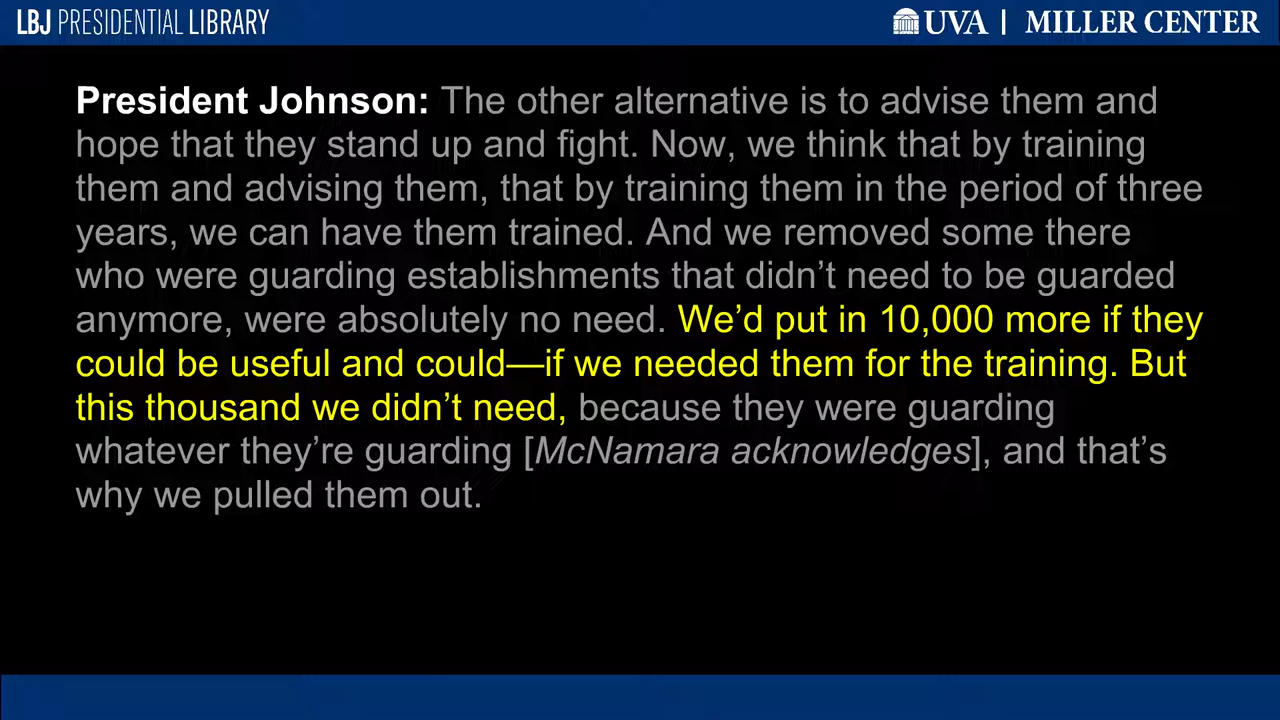 LBJ PRESIDENTIAL LIBRARY
UVA | MILLER CENTER
President Johnson: The other alternative is to advise them and
hope that they stand up and fight. Now, we think that by training
them and advising them, that by training them in the period of three
years, we can have them trained. And we removed some there
who were guarding establishments that didn’t need to be guarded
anymore, were absolutely no need. We’d put in 10,000 more if they
could be useful and could—if we needed them for the training. But
this thousand we didn’t need, because they were guarding
whatever they’re guarding [McNamara acknowledges], and that’s
why we pulled them out.